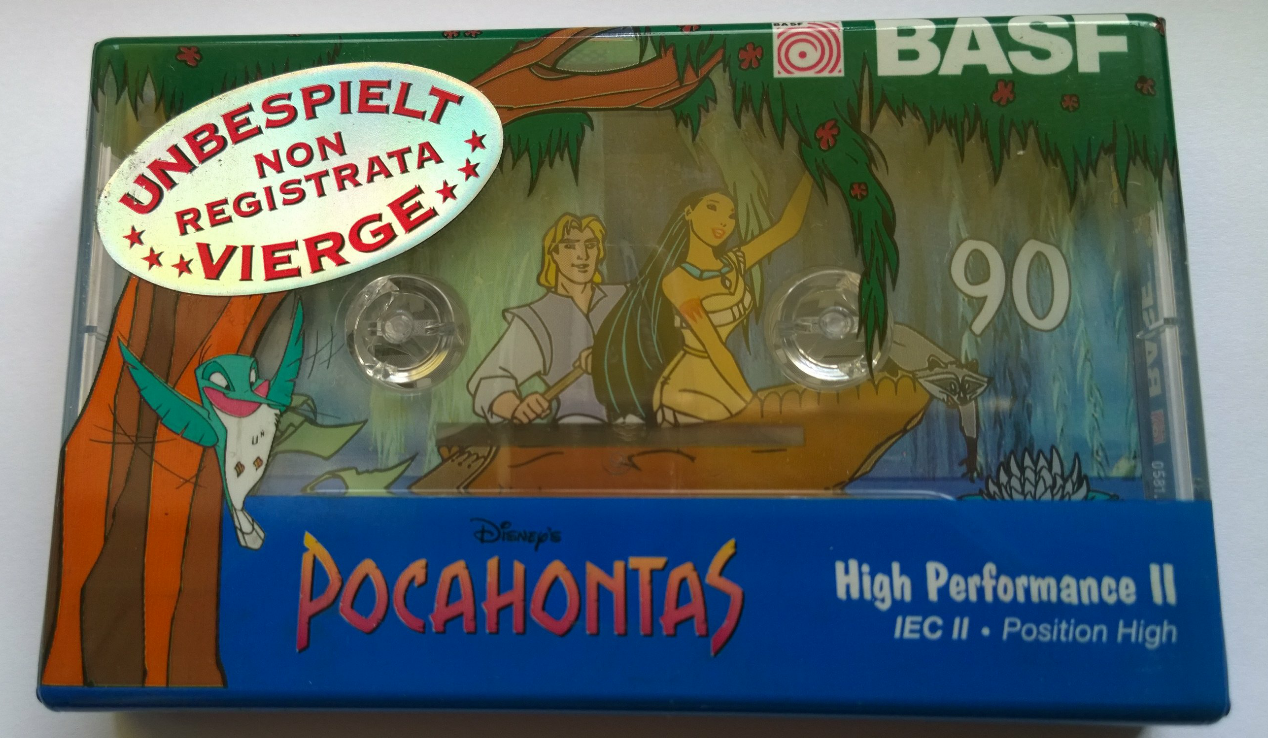 BASF
BASF
UNBESPIELT
NON
REGISTRATA
VIERGE
90
Disney's
POCAHONTAS
High Performance II
IEC II • Position High